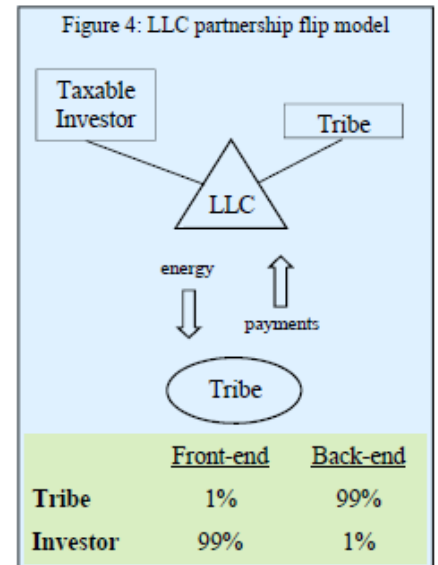 Figure 4: LLC partnership flip model
Taxable
Investor
Tribe
LLC
energy
payments
Tribe
Front-end Back-end
Tribe 1% 99%
Investor 99% 1%